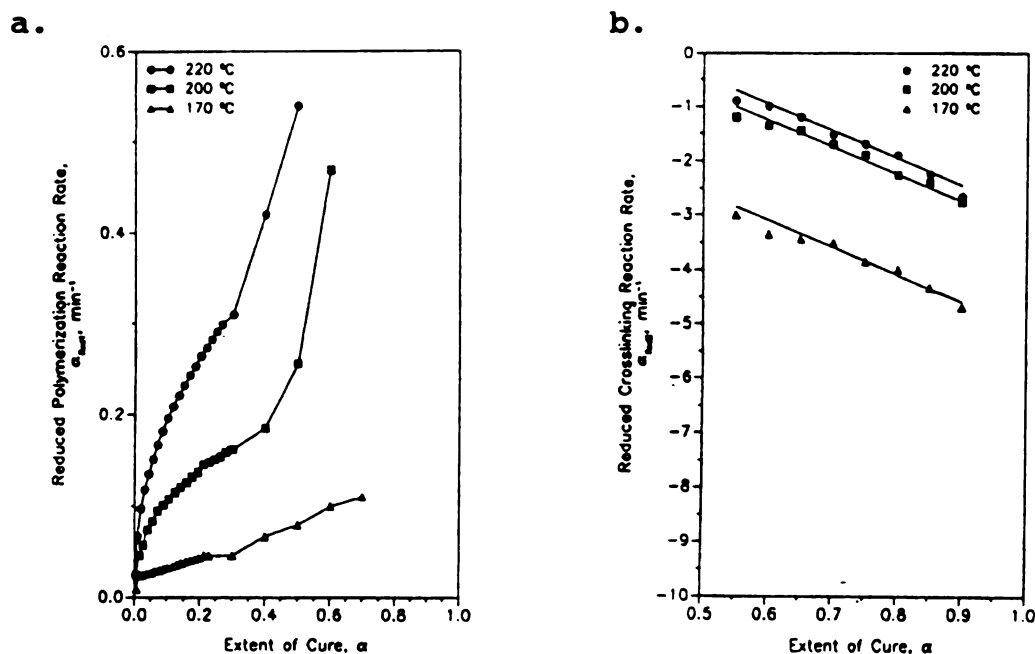 a.
Reduced Polymerization Reaction Rate,
min⁻¹
0.6
0.4
0.2
0.0
220 °C
200 °C
170 °C
0.0 0.2 0.4 0.6 0.8 1.0
Extent of Cure, α
b.
Reduced Crosslinking Reaction Rate,
min⁻¹
-0
-1
-2
-3
-4
-5
-6
-7
-8
-9
-10
220 °C
200 °C
170 °C
0.5 0.6 0.7 0.8 0.9 1.0
Extent of Cure, α